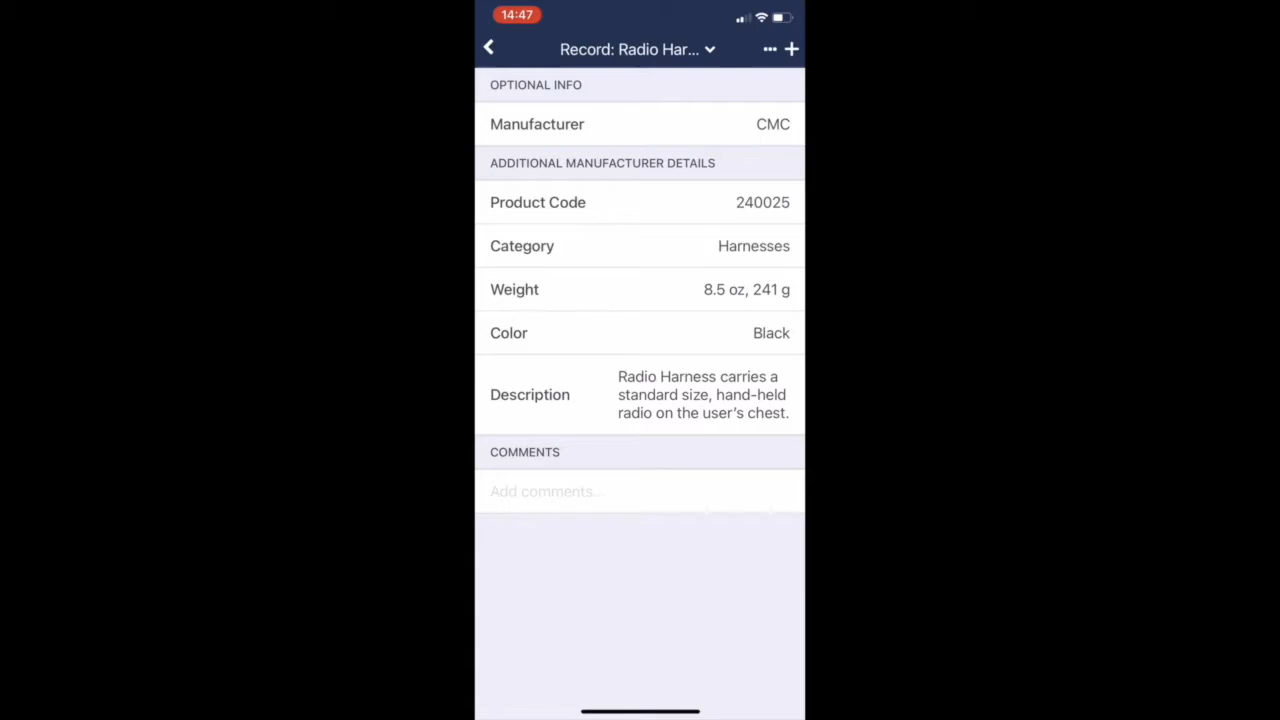 14:47
Record: Radio Har...
OPTIONAL INFO
Manufacturer CMC
ADDITIONAL MANUFACTURER DETAILS
Product Code 240025
Category Harnesses
Weight 8.5 oz, 241 g
Color Black
Description
Radio Harness carries a
standard size, hand-held
radio on the user’s chest.
COMMENTS
Add comments...